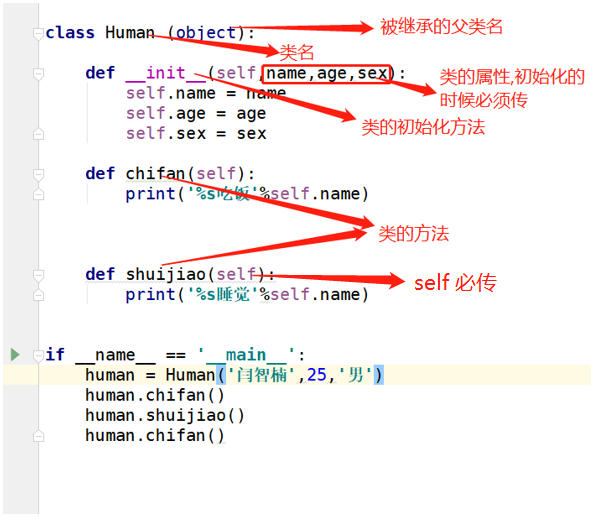 class Human (object):
被继承的父类名
类名
def __init__(self,name,age,sex):
类的属性,初始化的
时候必须传
self.name = name
self.age = age
类的初始化方法
self.sex = sex
def chifan(self):
print('%s吃饭'%self.name)
类的方法
def shuijiao(self):
self 必传
print('%s睡觉'%self.name)
if __name__ == '__main__':
human = Human('闫智楠',25,'男')
human.chifan()
human.shuijiao()
human.chifan()